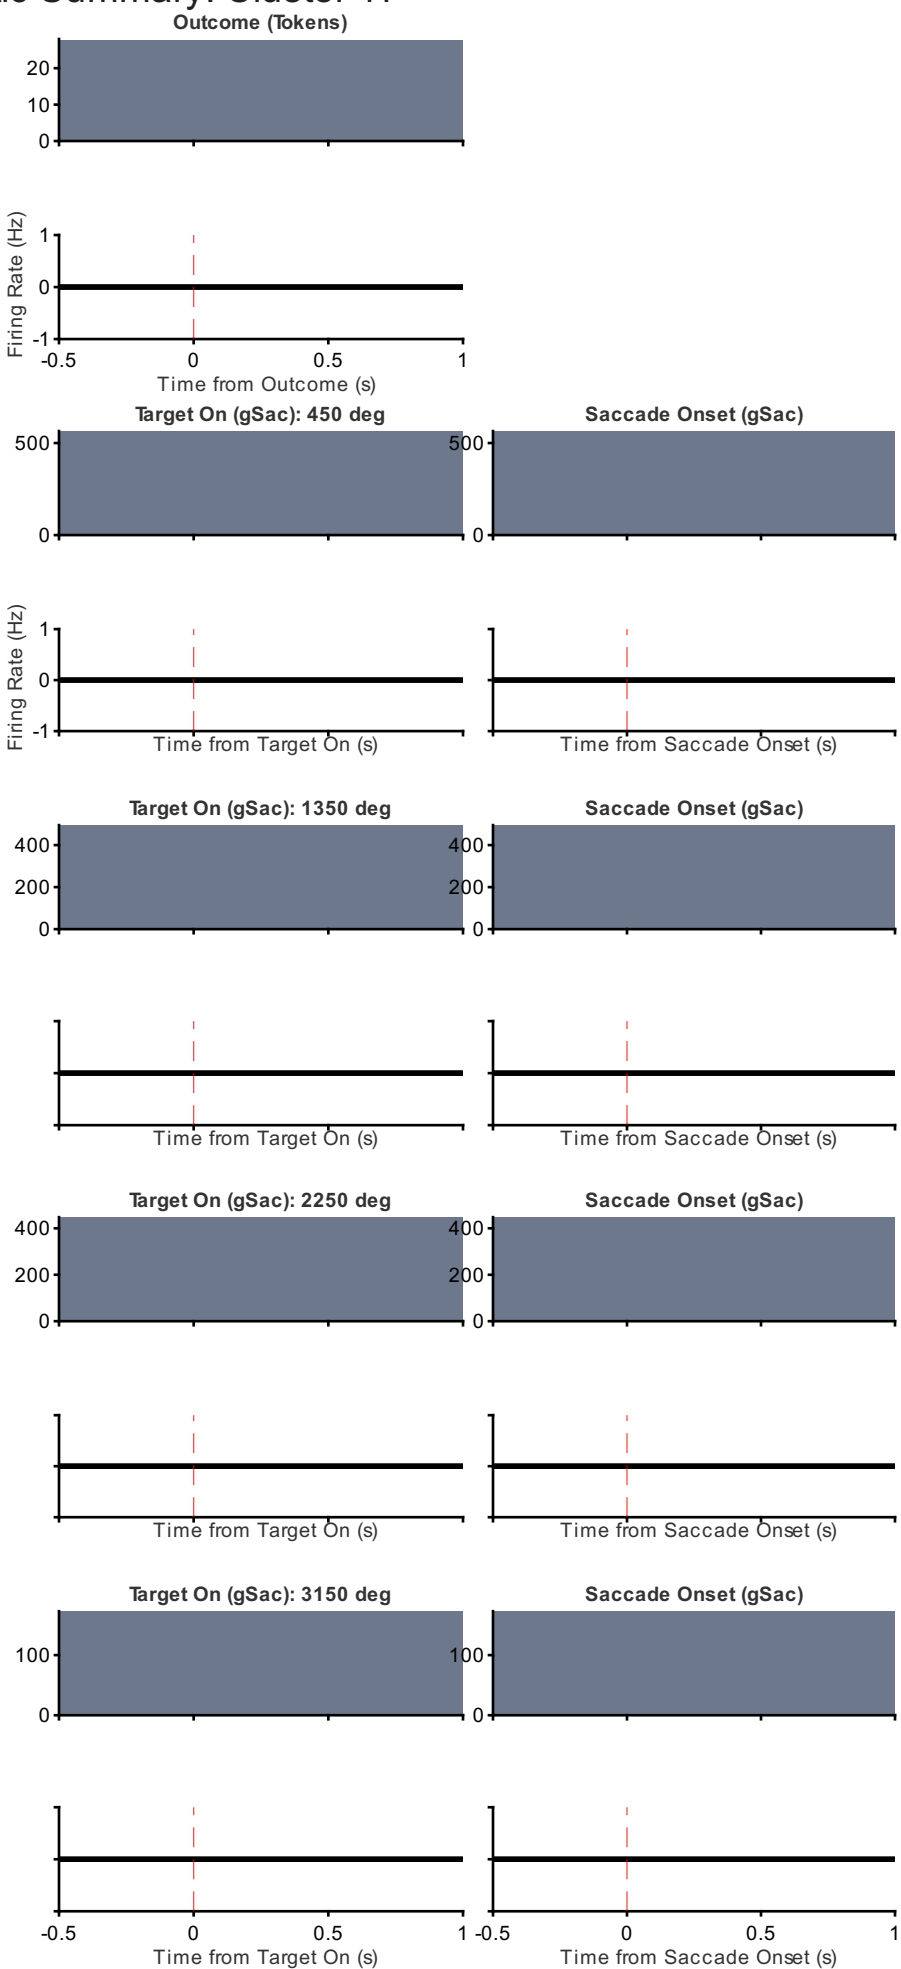 Summary: Cluster
Outcome (Tokens)
20
10
0
Firing Rate (Hz)
1
0
-1
-0.5 0 0.5 1
Time from Outcome (s)
Target On (gSac): 450 deg Saccade Onset (gSac)
500 500
0 0
Firing Rate (Hz)
1
0
-1
Time from Target On (s) Time from Saccade Onset (s)
Target On (gSac): 1350 deg Saccade Onset (gSac)
400 400
200 200
0 0
Time from Target On (s) Time from Saccade Onset (s)
Target On (gSac): 2250 deg Saccade Onset (gSac)
400 400
200 200
0 0
Time from Target On (s) Time from Saccade Onset (s)
Target On (gSac): 3150 deg Saccade Onset (gSac)
100 100
0 0
-0.5 0 0.5 1 -0.5 0 0.5 1
Time from Target On (s) Time from Saccade Onset (s)